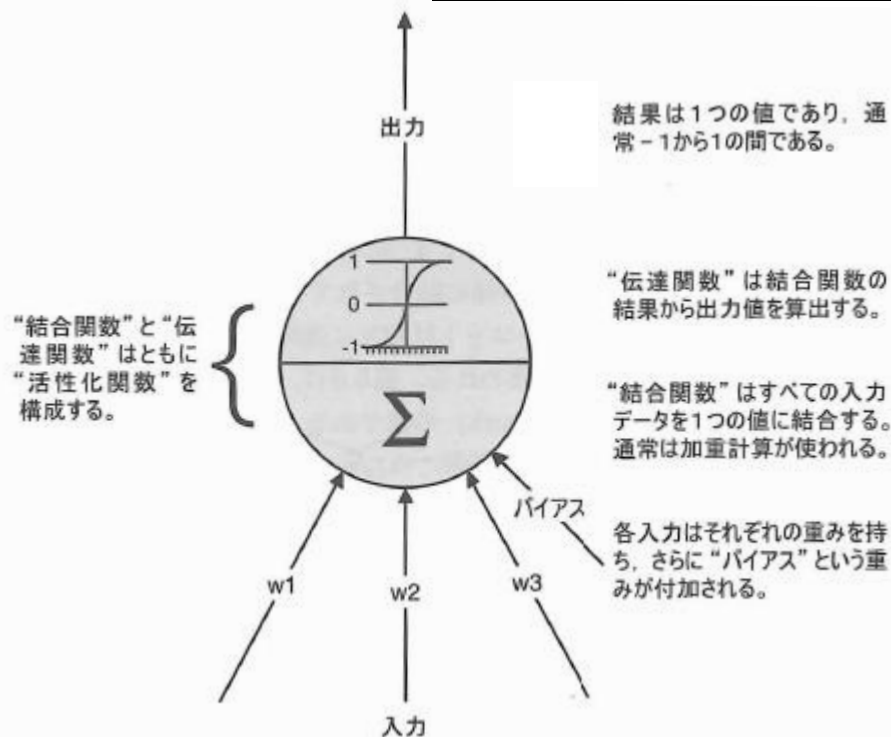 出力
結果は1つの値であり，通
常－1から1の間である。
1
0
-1
“伝達関数”は結合関数の
結果から出力値を算出する。
“結合関数”と“伝
達関数”はともに
“活性化関数”を
構成する。
Σ
“結合関数”はすべての入力
データを1つの値に結合する。
通常は加重計算が使われる。
バイアス
各入力はそれぞれの重みを持
ち，さらに“バイアス”という重
みが付加される。
w1
w2
w3
入力